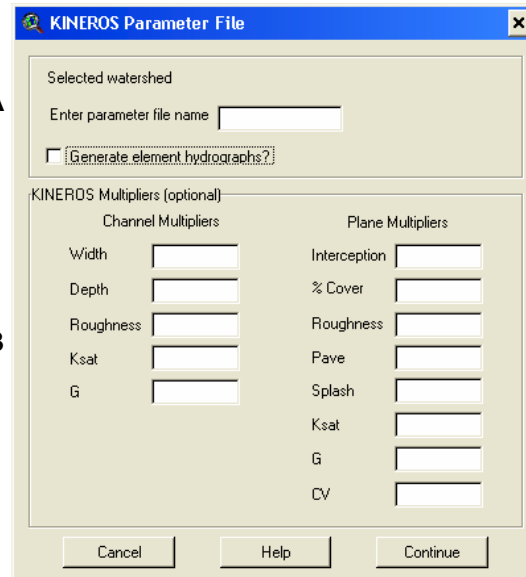 KINEROS Parameter File
A
Selected watershed
Enter parameter file name
Generate element hydrographs?
KINEROS Multipliers (optional)
Channel Multipliers
Plane Multipliers
Width
Interception
Depth
% Cover
Roughness
Roughness
B
Ksat
Pave
G
Splash
Ksat
G
CV
Cancel
Help
Continue